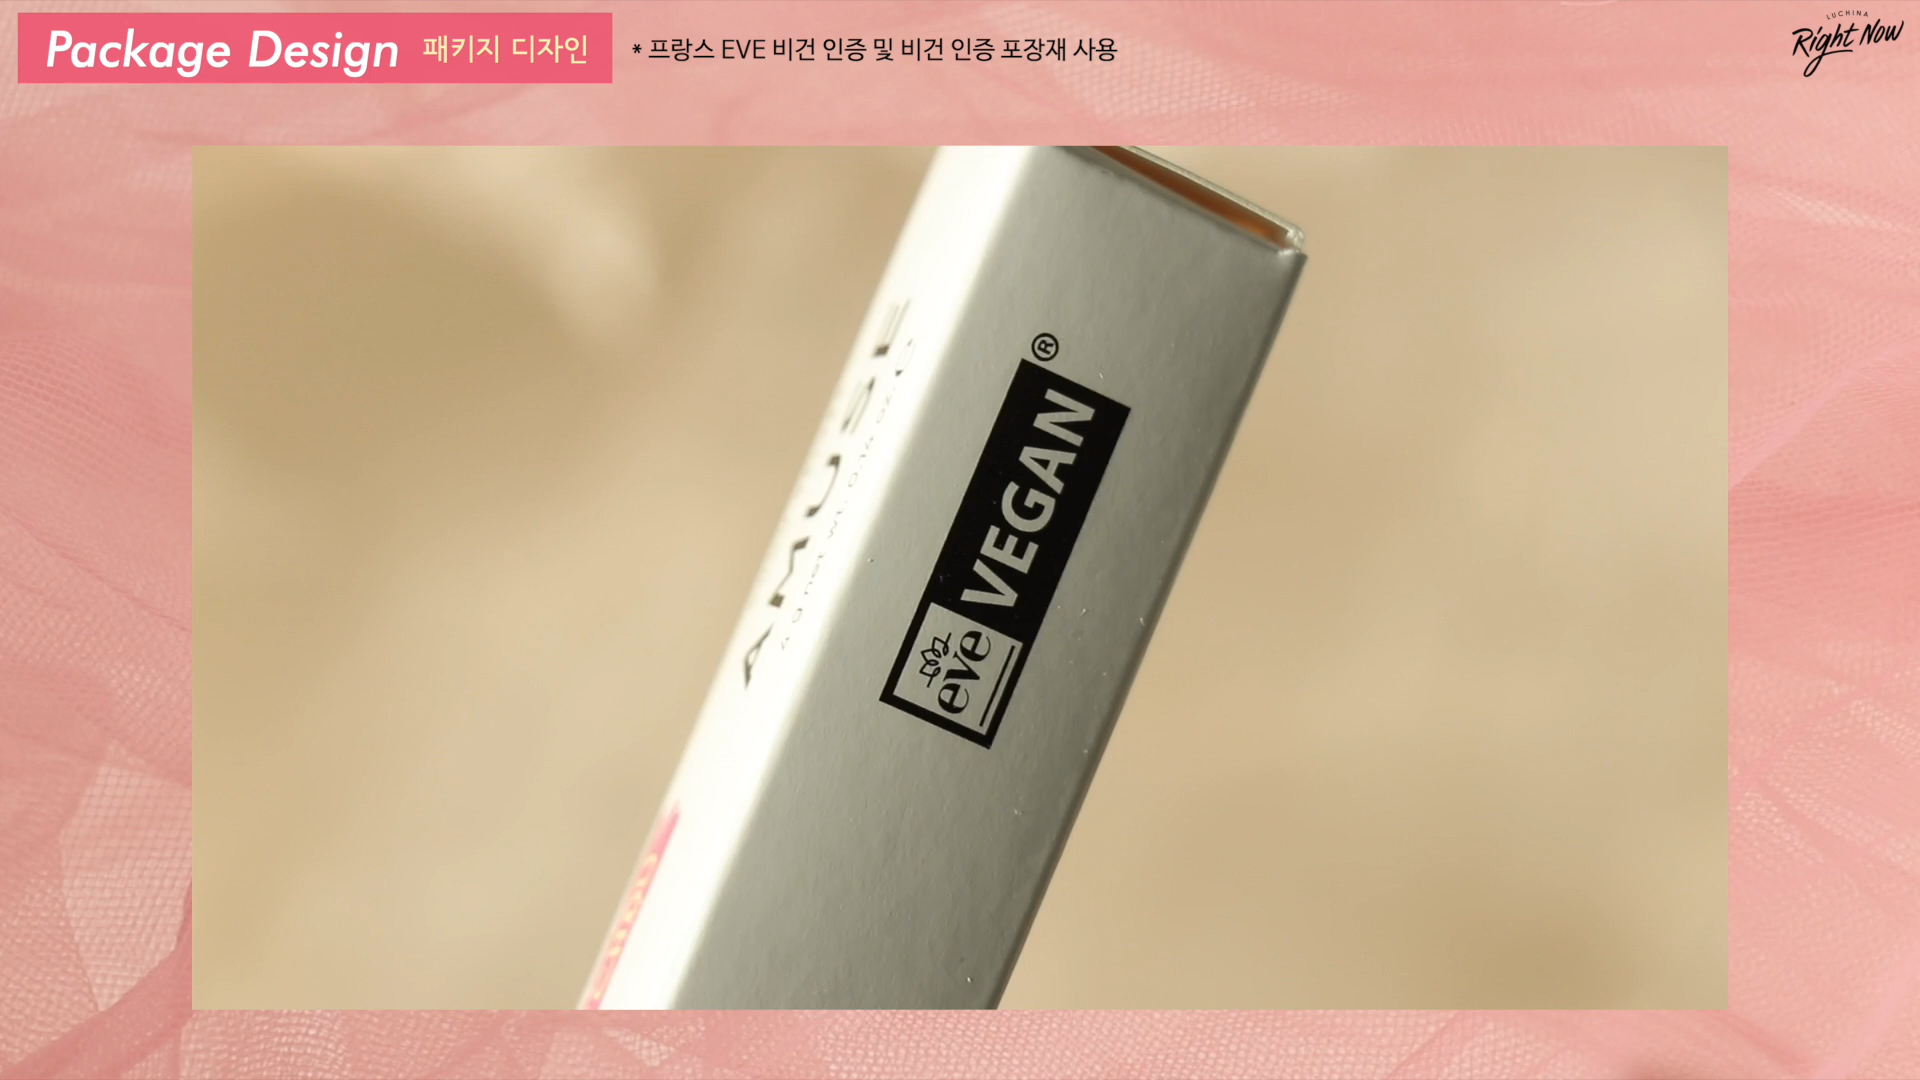 Package Design 패키지 디자인 * 프랑스 EVE 비건 인증 및 비건 인증 포장재 사용
LUCHINA
Right Now
AMUSE
eve VEGAN®